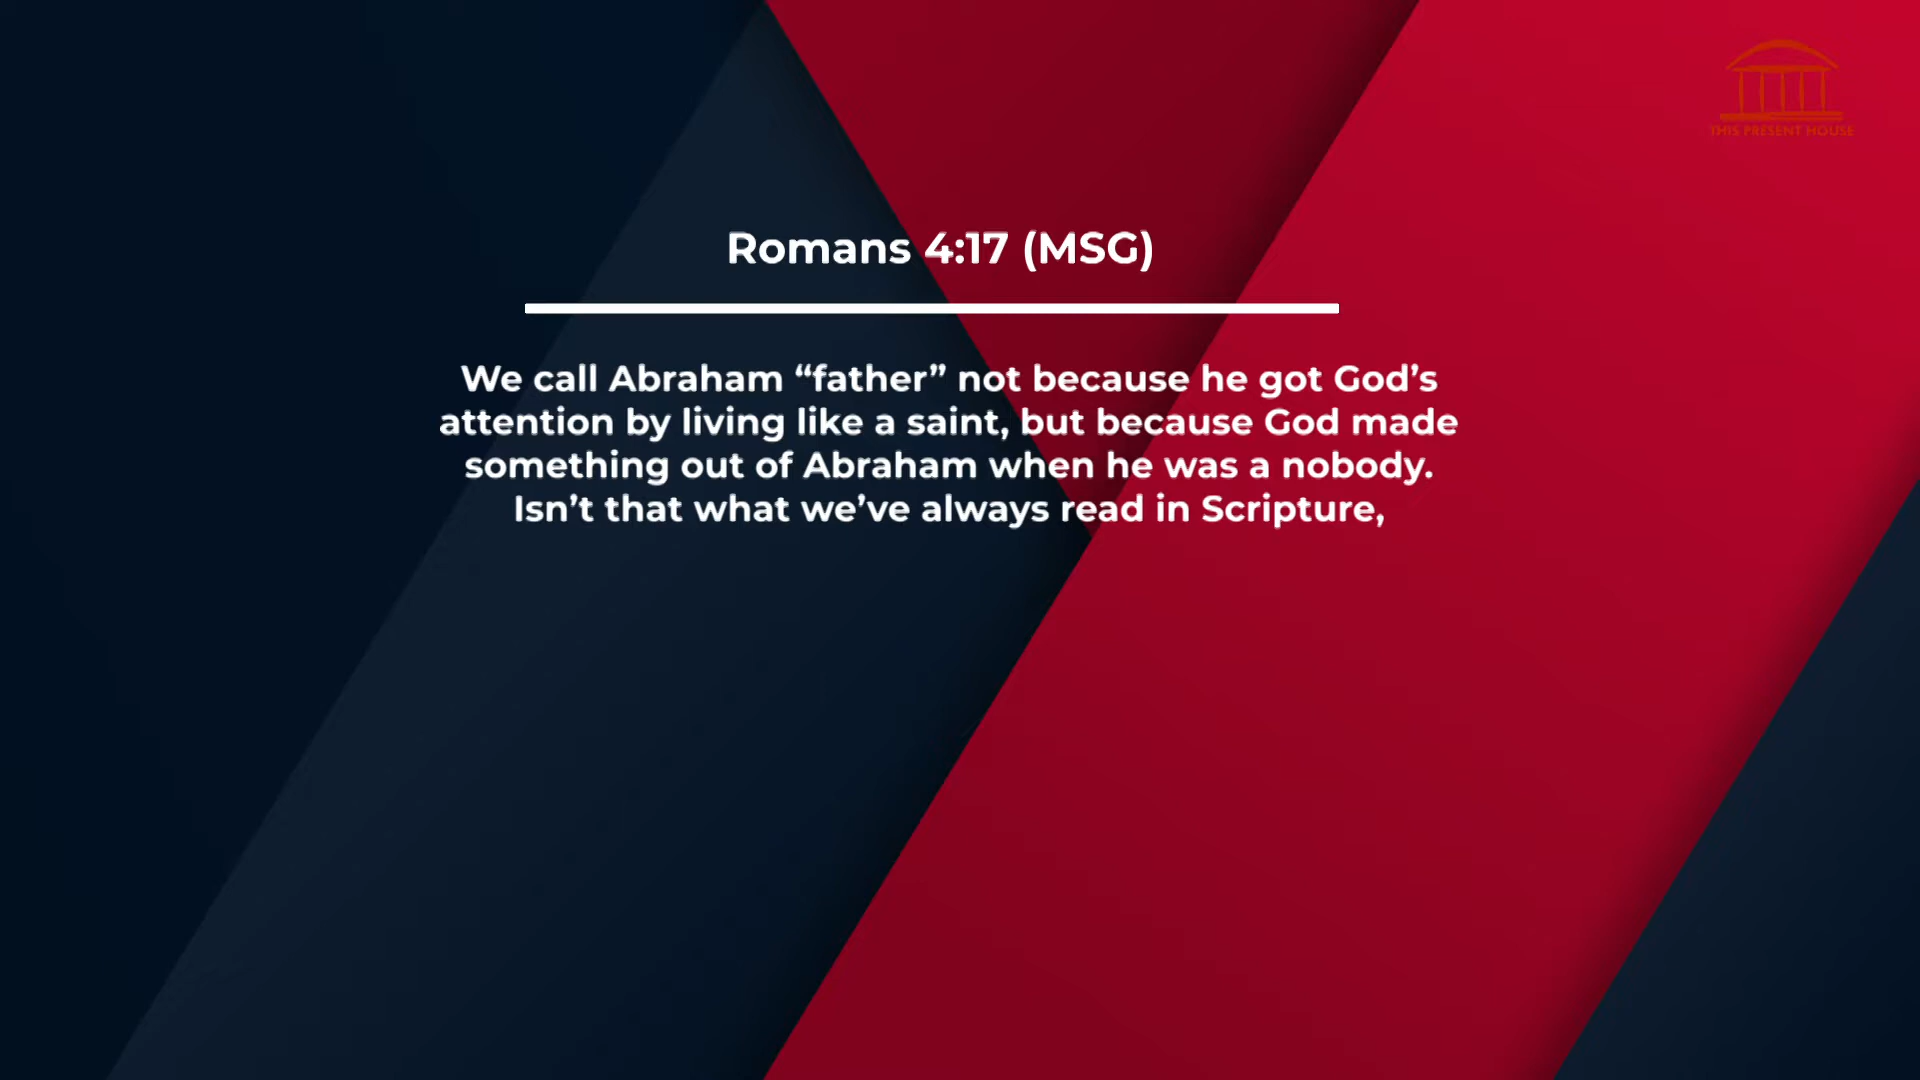 THIS PRESENT HOUSE
Romans 4:17 (MSG)
We call Abraham “father” not because he got God’s
attention by living like a saint, but because God made
something out of Abraham when he was a nobody.
Isn’t that what we’ve always read in Scripture,